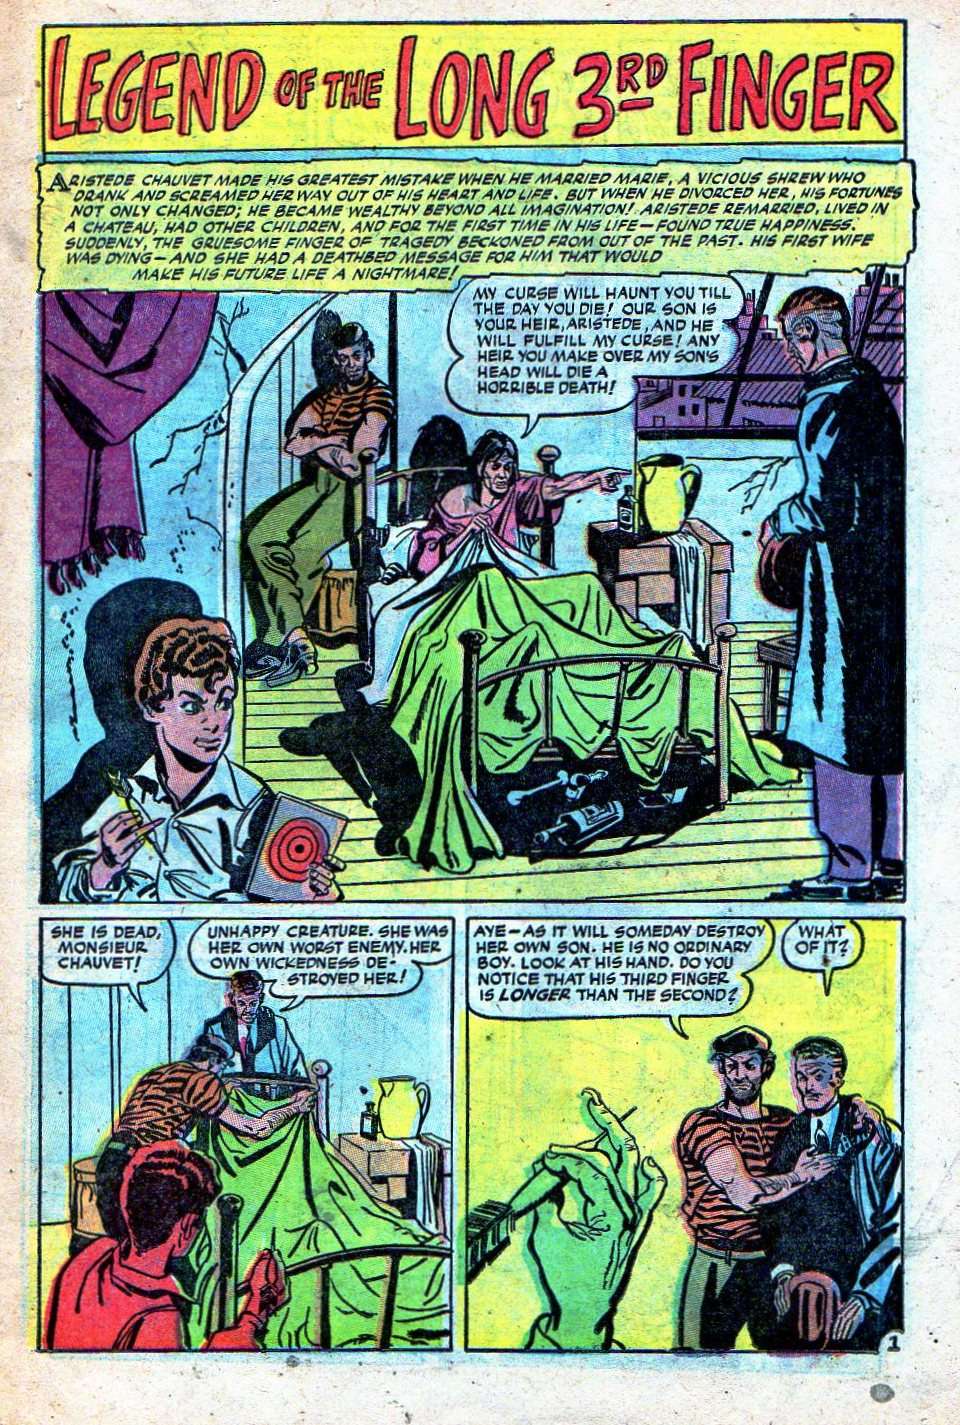 LEGEND OF THE LONG 3RD FINGER
ARISTEDE CHAUVET MADE HIS GREATEST MISTAKE WHEN HE MARRIED MARIE, A VICIOUS SHREW WHO
DRANK AND SCREAMED HER WAY OUT OF HIS HEART AND LIFE. BUT WHEN HE DIVORCED HER, HIS FORTUNES
NOT ONLY CHANGED; HE BECAME WEALTHY BEYOND ALL IMAGINATION! ARISTEDE REMARRIED, LIVED IN
A CHATEAU, HAD OTHER CHILDREN, AND FOR THE FIRST TIME IN HIS LIFE—FOUND TRUE HAPPINESS.
SUDDENLY, THE GRUESOME FINGER OF TRAGEDY BECKONED FROM OUT OF THE PAST. HIS FIRST WIFE
WAS DYING—AND SHE HAD A DEATHBED MESSAGE FOR HIM THAT WOULD
MAKE HIS FUTURE LIFE A NIGHTMARE!
MY CURSE WILL HAUNT YOU TILL
THE DAY YOU DIE! OUR SON IS
YOUR HEIR, ARISTEDE, AND HE
WILL FULFILL MY CURSE! ANY
HEIR YOU MAKE OVER MY SON'S
HEAD WILL DIE A
HORRIBLE DEATH!
SHE IS DEAD,
MONSIEUR
CHAUVET!
UNHAPPY CREATURE. SHE WAS
HER OWN WORST ENEMY. HER
OWN WICKEDNESS DE-
STROYED HER!
AYE—AS IT WILL SOMEDAY DESTROY
HER OWN SON. HE IS NO ORDINARY
BOY. LOOK AT HIS HAND. DO YOU
NOTICE THAT HIS THIRD FINGER
IS LONGER THAN THE SECOND?
WHAT
OF IT?
1